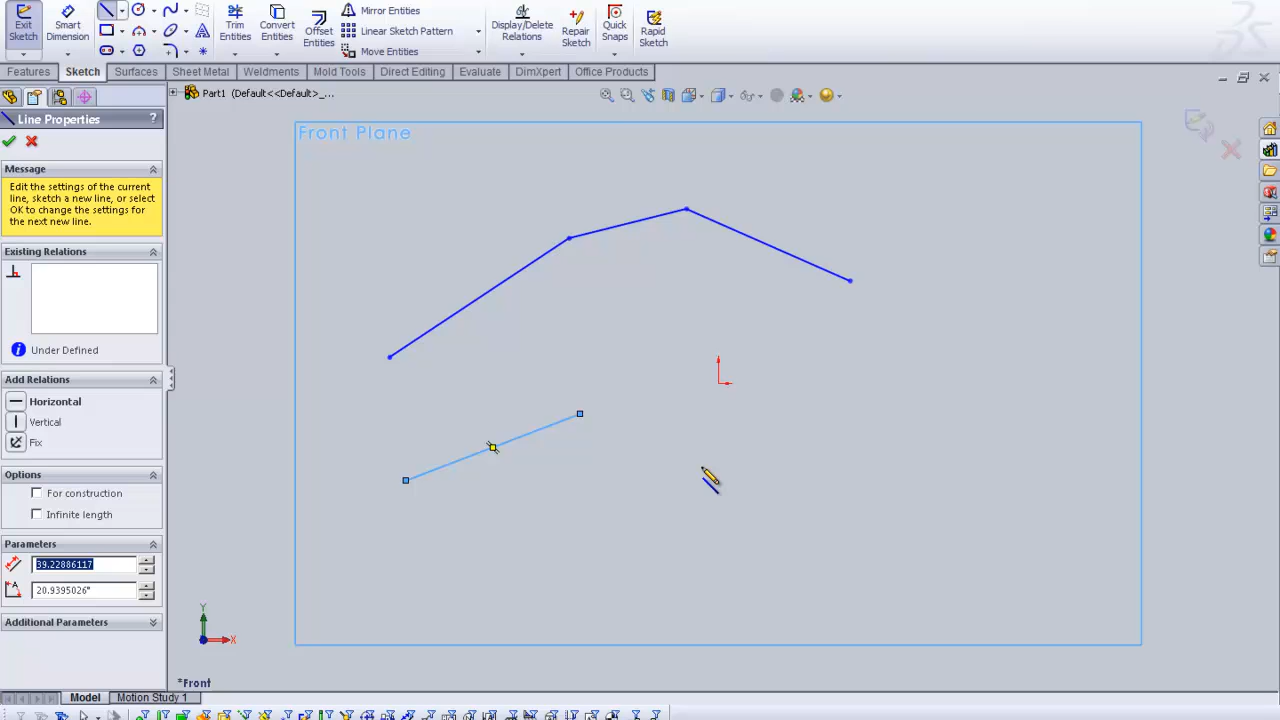 Exit Sketch
Smart Dimension
Trim Entities
Convert Entities
Offset Entities
Mirror Entities
Linear Sketch Pattern
Move Entities
Display/Delete Relations
Repair Sketch
Quick Snaps
Rapid Sketch
Features Sketch Surfaces Sheet Metal Weldments Mold Tools Direct Editing Evaluate DimXpert Office Products
Part1 (Default<<Default>_...
Line Properties ?
Message
Edit the settings of the current
line, sketch a new line, or select
OK to change the settings for
the next new line.
Existing Relations
Under Defined
Add Relations
Horizontal
Vertical
Fix
Options
For construction
Infinite length
Parameters
39.22886117
20.9395026°
Additional Parameters
Front Plane
Y
X
*Front
Model Motion Study 1